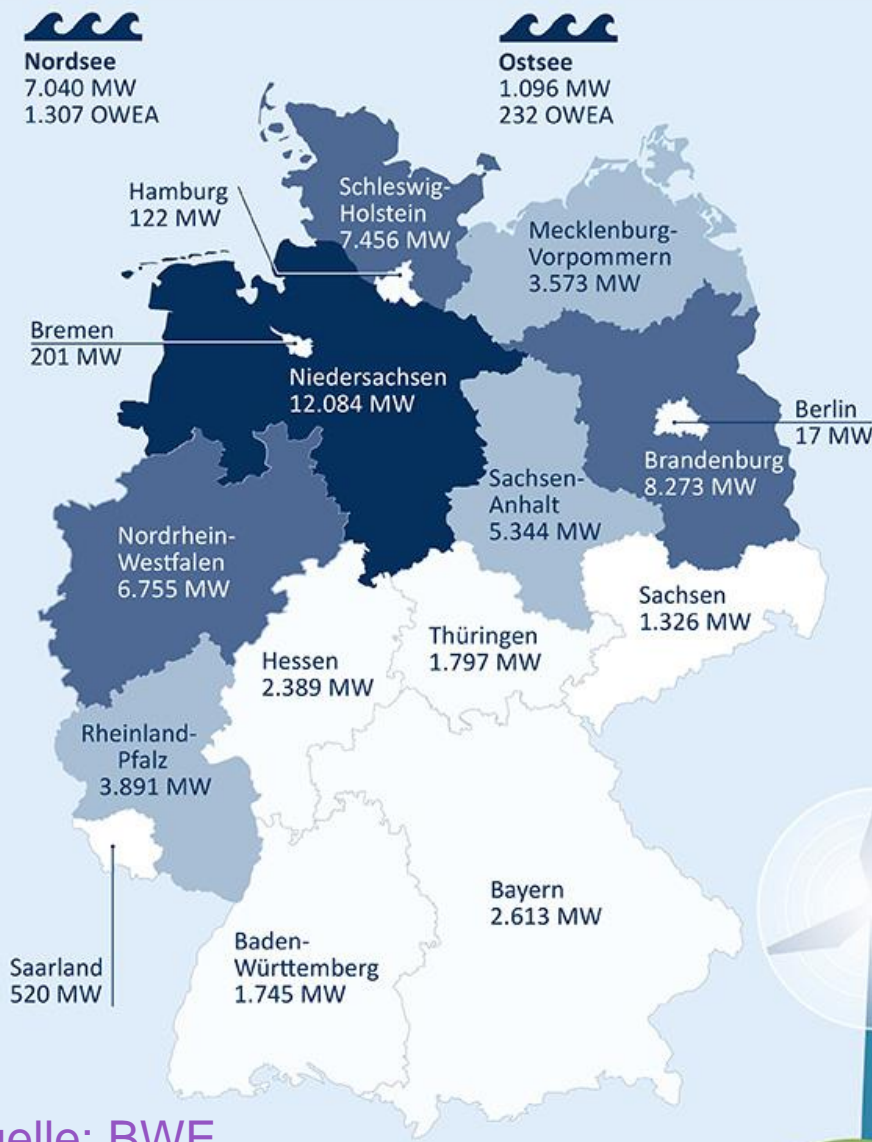 Nordsee
7.040 MW
1.307 OWEA
Ostsee
1.096 MW
232 OWEA
Hamburg
122 MW
Schleswig-
Holstein
7.456 MW
Mecklenburg-
Vorpommern
3.573 MW
Bremen
201 MW
Niedersachsen
12.084 MW
Berlin
17 MW
Brandenburg
8.273 MW
Sachsen-
Anhalt
5.344 MW
Nordrhein-
Westfalen
6.755 MW
Sachsen
1.326 MW
Thüringen
1.797 MW
Hessen
2.389 MW
Rheinland-
Pfalz
3.891 MW
Bayern
2.613 MW
Baden-
Württemberg
1.745 MW
Saarland
520 MW
uelle: BWE